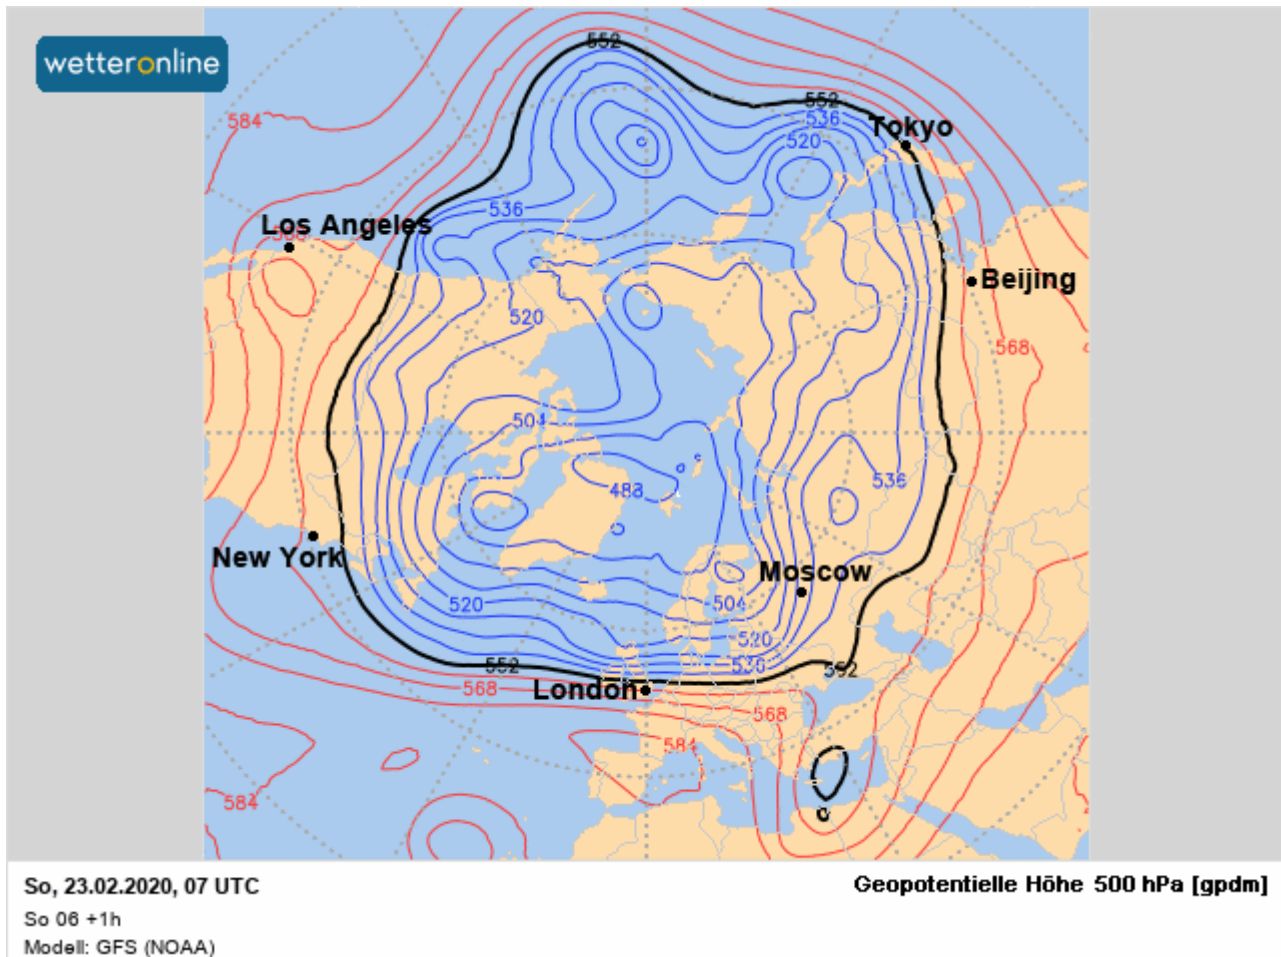 wetteronline
552
584
552
536
Tokyo
520
536
Los Angeles
568
Beijing
520
568
504
536
488
New York
Moscow
520
504
520
552
536
552
London
568
568
584
584
So, 23.02.2020, 07 UTC
Geopotentielle Höhe 500 hPa [gpdm]
So 06 +1h
Modell: GFS (NOAA)